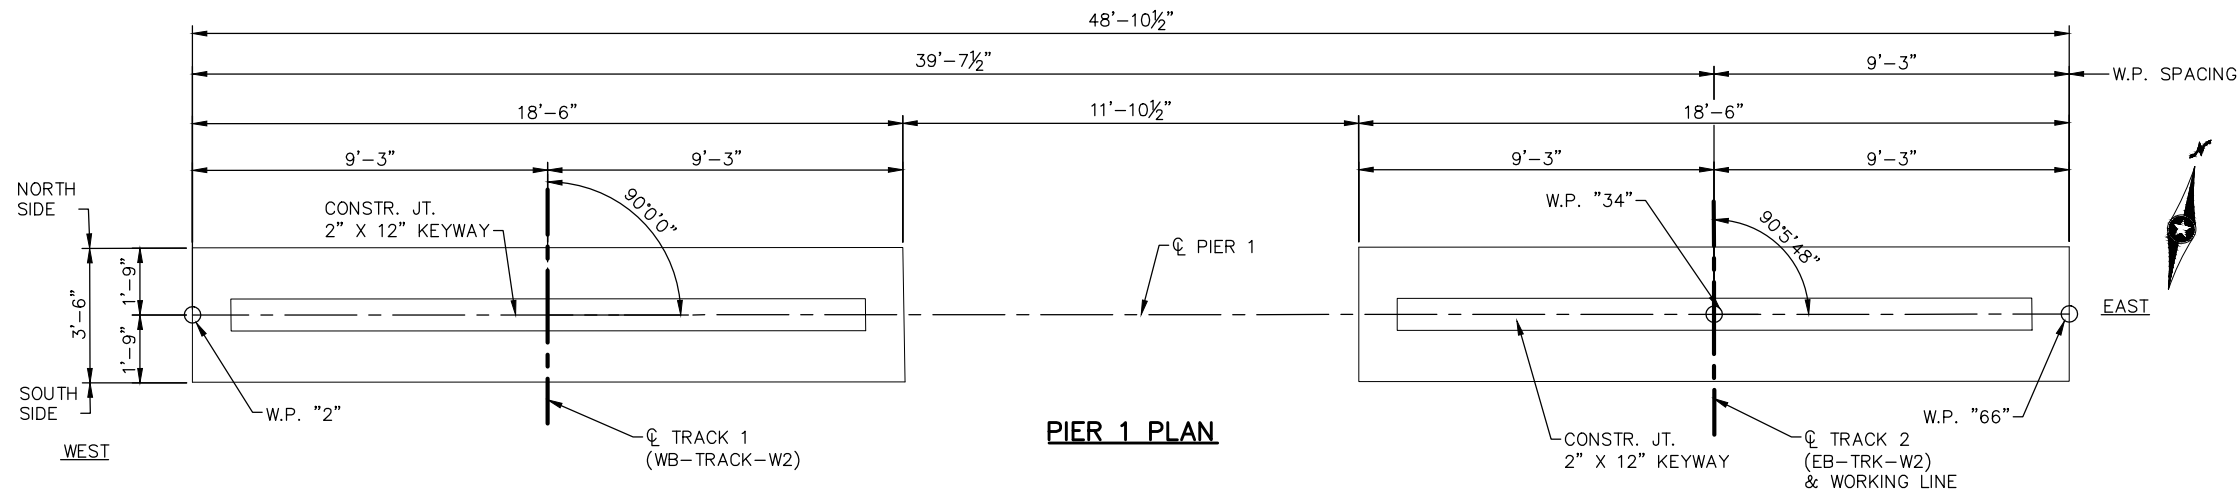 48'-10½"
39'-7½"
9'-3"
W.P. SPACING
18'-6"
11'-10½"
18'-6"
9'-3"
9'-3"
9'-3"
9'-3"
N
NORTH
SIDE
CONSTR. JT.
2" X 12" KEYWAY
90°0'0"
W.P. "34"
90°5'48"
℄ PIER 1
1'-9"
3'-6"
1'-9"
EAST
SOUTH
SIDE
W.P. "2"
WEST
℄ TRACK 1
(WB-TRACK-W2)
PIER 1 PLAN
CONSTR. JT.
2" X 12" KEYWAY
W.P. "66"
℄ TRACK 2
(EB-TRK-W2)
& WORKING LINE